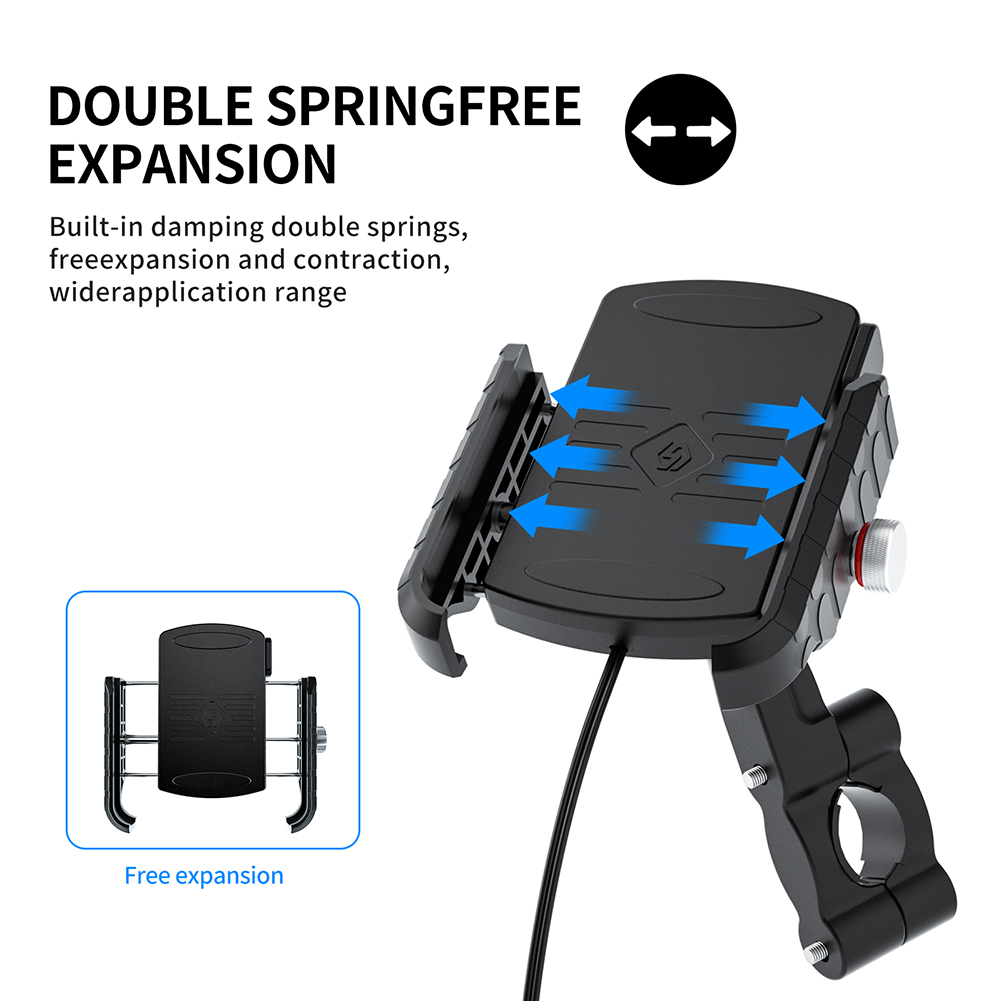 DOUBLE SPRINGFREE
EXPANSION
Built-in damping double springs,
freeexpansion and contraction,
widerapplication range
Free expansion